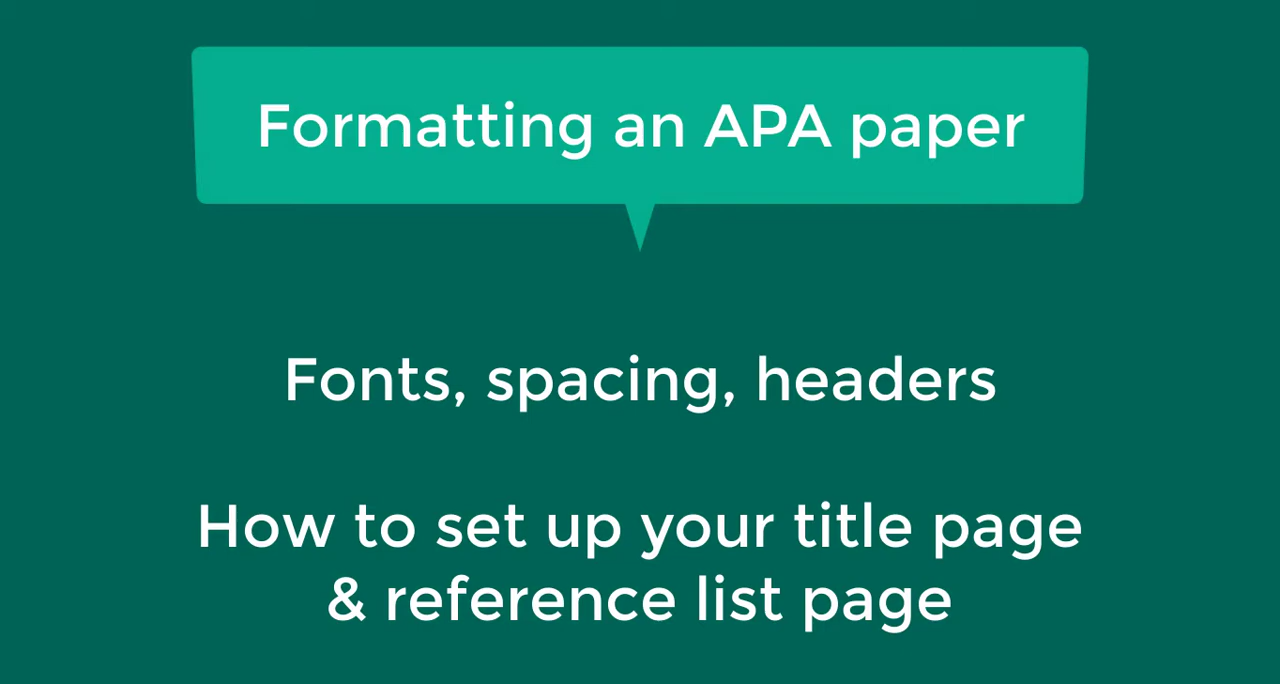 Formatting an APA paper
Fonts, spacing, headers
How to set up your title page
& reference list page